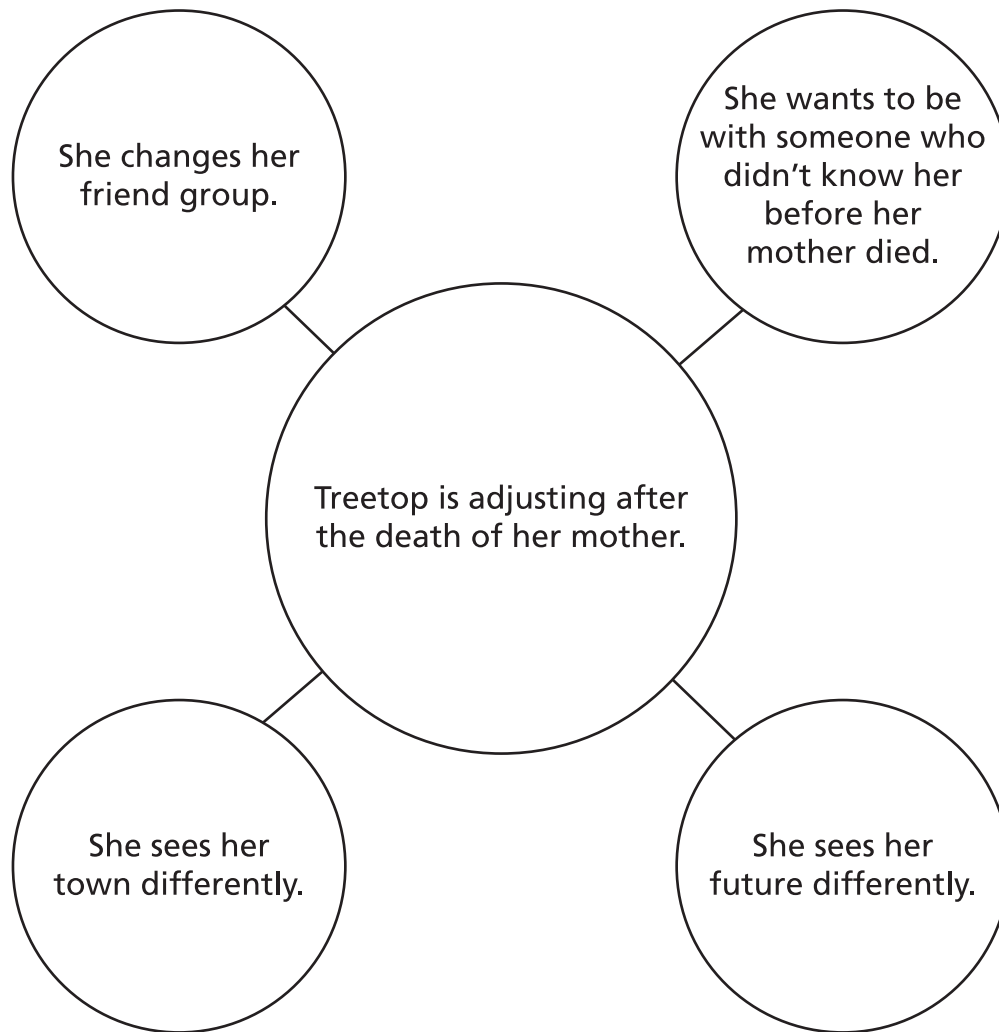 She changes her
friend group.
She wants to be
with someone who
didn't know her
before her
mother died.
Treetop is adjusting after
the death of her mother.
She sees her
town differently.
She sees her
future differently.